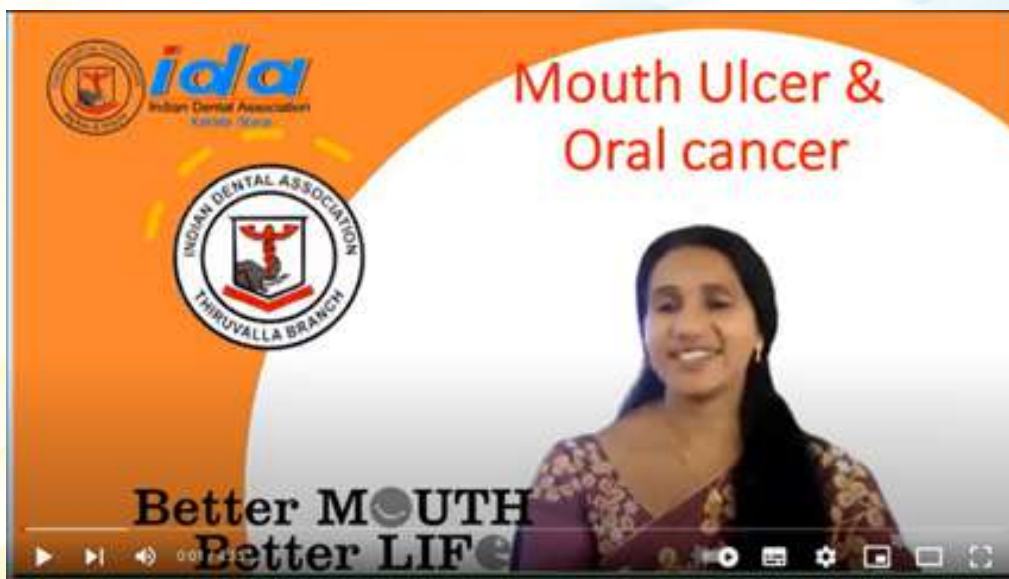 ida
Indian Dental Association
Kerala State
Mouth Ulcer &
Oral cancer
INDIAN DENTAL ASSOCIATION
THIRUVALLA BRANCH
Better MOUTH
Better LIFe